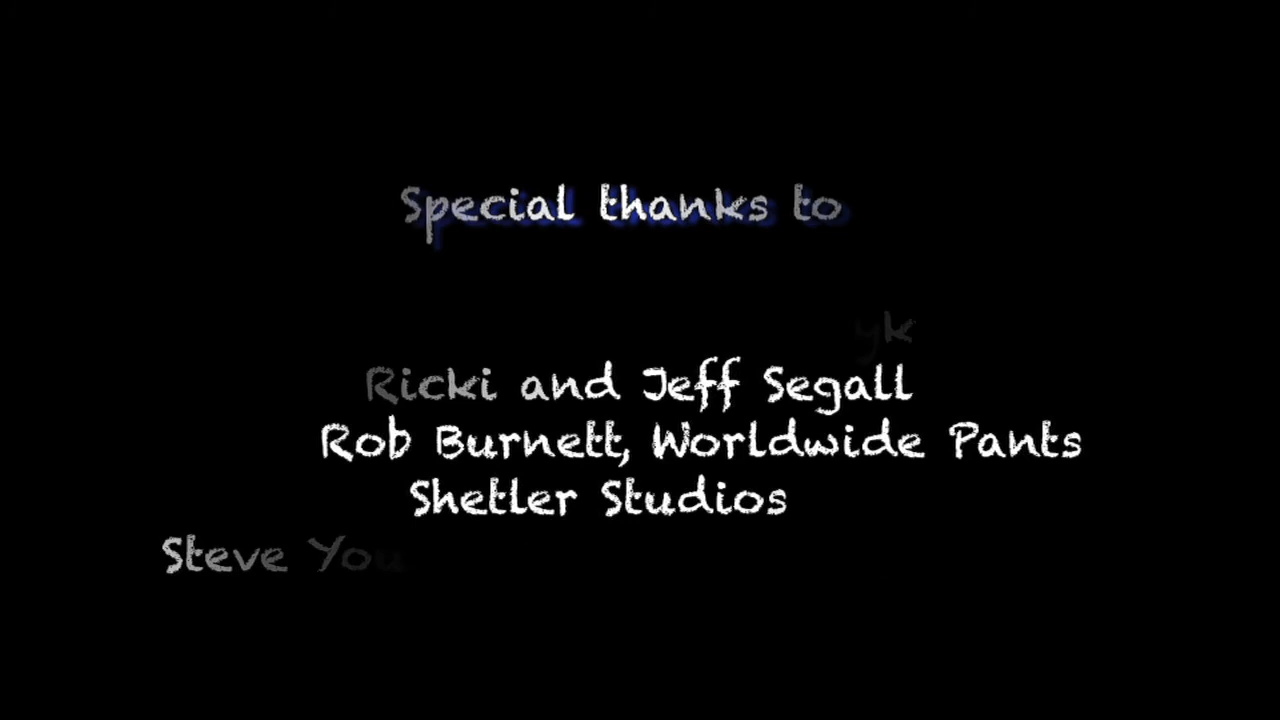 Special thanks to
Ricki and Jeff Segall
Rob Burnett, Worldwide Pants
Shetler Studios
Steve